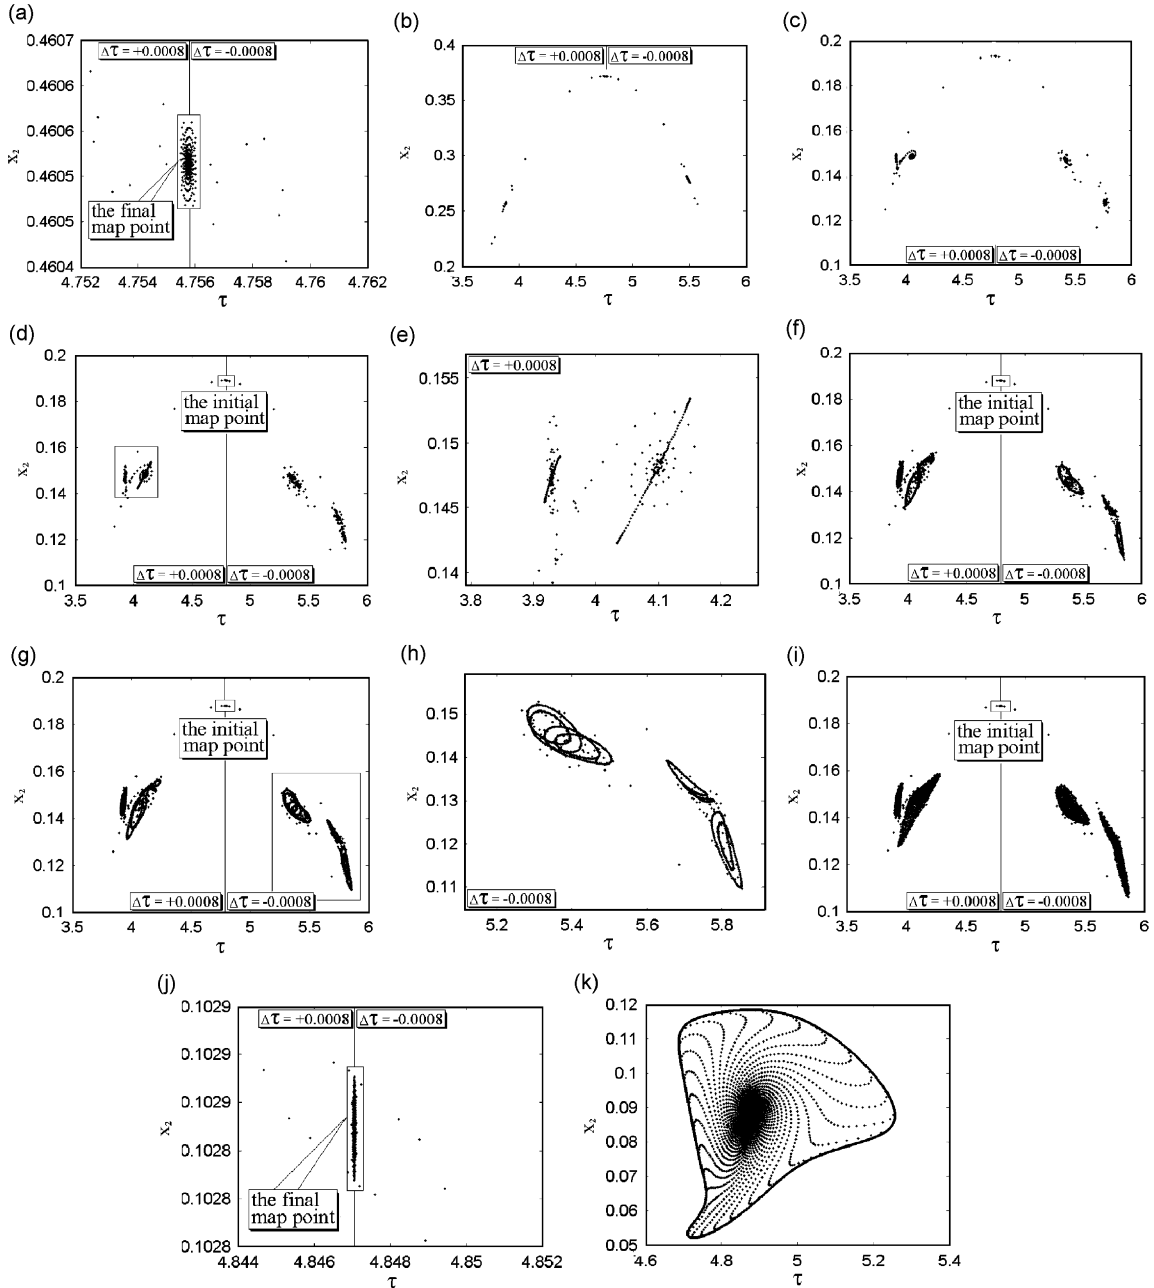 (a)
Δτ = +0.0008 Δτ = -0.0008
0.4607
0.4606
0.4606
0.4605
0.4605
0.4604
X2
the final
map point
4.752 4.754 4.756 4.758 4.76 4.762
τ
(b)
Δτ = +0.0008 Δτ = -0.0008
0.4
0.35
0.3
0.25
0.2
X2
3.5 4 4.5 5 5.5 6
τ
(c)
0.2
0.18
0.16
0.14
0.12
0.1
X2
Δτ = +0.0008 Δτ = -0.0008
3.5 4 4.5 5 5.5 6
τ
(d)
0.2
0.18
0.16
0.14
0.12
0.1
X2
the initial
map point
Δτ = +0.0008 Δτ = -0.0008
3.5 4 4.5 5 5.5 6
τ
(e)
Δτ = +0.0008
0.155
0.15
0.145
0.14
X2
3.8 3.9 4 4.1 4.2
τ
(f)
0.2
0.18
0.16
0.14
0.12
0.1
X2
the initial
map point
Δτ = +0.0008 Δτ = -0.0008
3.5 4 4.5 5 5.5 6
τ
(g)
0.2
0.18
0.16
0.14
0.12
0.1
X2
the initial
map point
Δτ = +0.0008 Δτ = -0.0008
3.5 4 4.5 5 5.5 6
τ
(h)
0.15
0.14
0.13
0.12
0.11
X2
Δτ = -0.0008
5.2 5.4 5.6 5.8
τ
(i)
0.2
0.18
0.16
0.14
0.12
0.1
X2
the initial
map point
Δτ = +0.0008 Δτ = -0.0008
3.5 4 4.5 5 5.5 6
τ
(j)
Δτ = +0.0008 Δτ = -0.0008
0.1029
0.1029
0.1029
0.1028
0.1028
0.1028
X2
the final
map point
4.844 4.846 4.848 4.85 4.852
τ
(k)
0.12
0.11
0.1
0.09
0.08
0.07
0.06
0.05
X2
4.6 4.8 5 5.2 5.4
τ